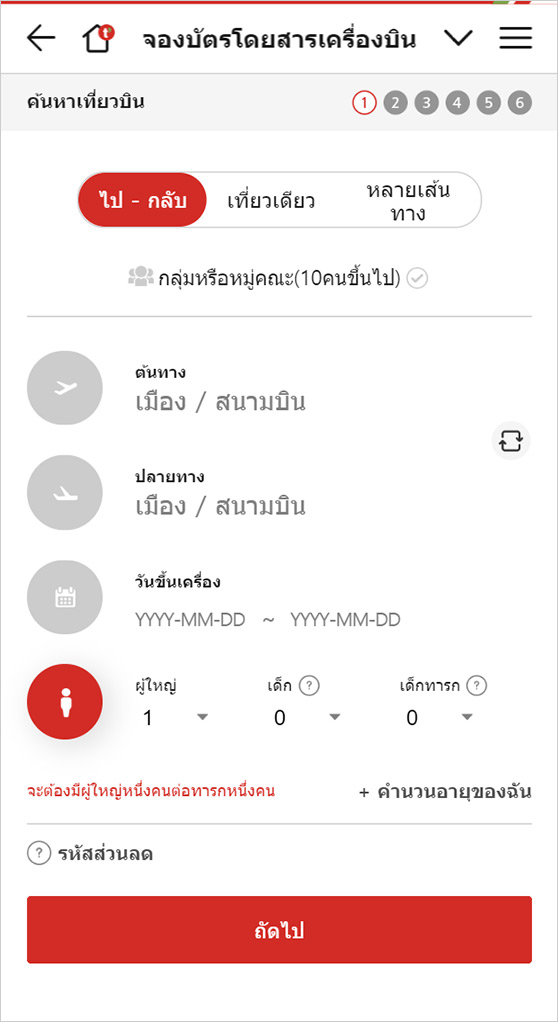 t
จองบัตรโดยสารเครื่องบิน
ค้นหาเที่ยวบิน 1 2 3 4 5 6
ไป - กลับ เที่ยวเดียว หลายเส้น
ทาง
กลุ่มหรือหมู่คณะ(10คนขึ้นไป)
ต้นทาง
เมือง / สนามบิน
ปลายทาง
เมือง / สนามบิน
วันขึ้นเครื่อง
YYYY-MM-DD ~ YYYY-MM-DD
ผู้ใหญ่ เด็ก ? เด็กทารก ?
1 0 0
จะต้องมีผู้ใหญ่หนึ่งคนต่อทารกหนึ่งคน + คำนวนอายุของฉัน
? รหัสส่วนลด
ถัดไป